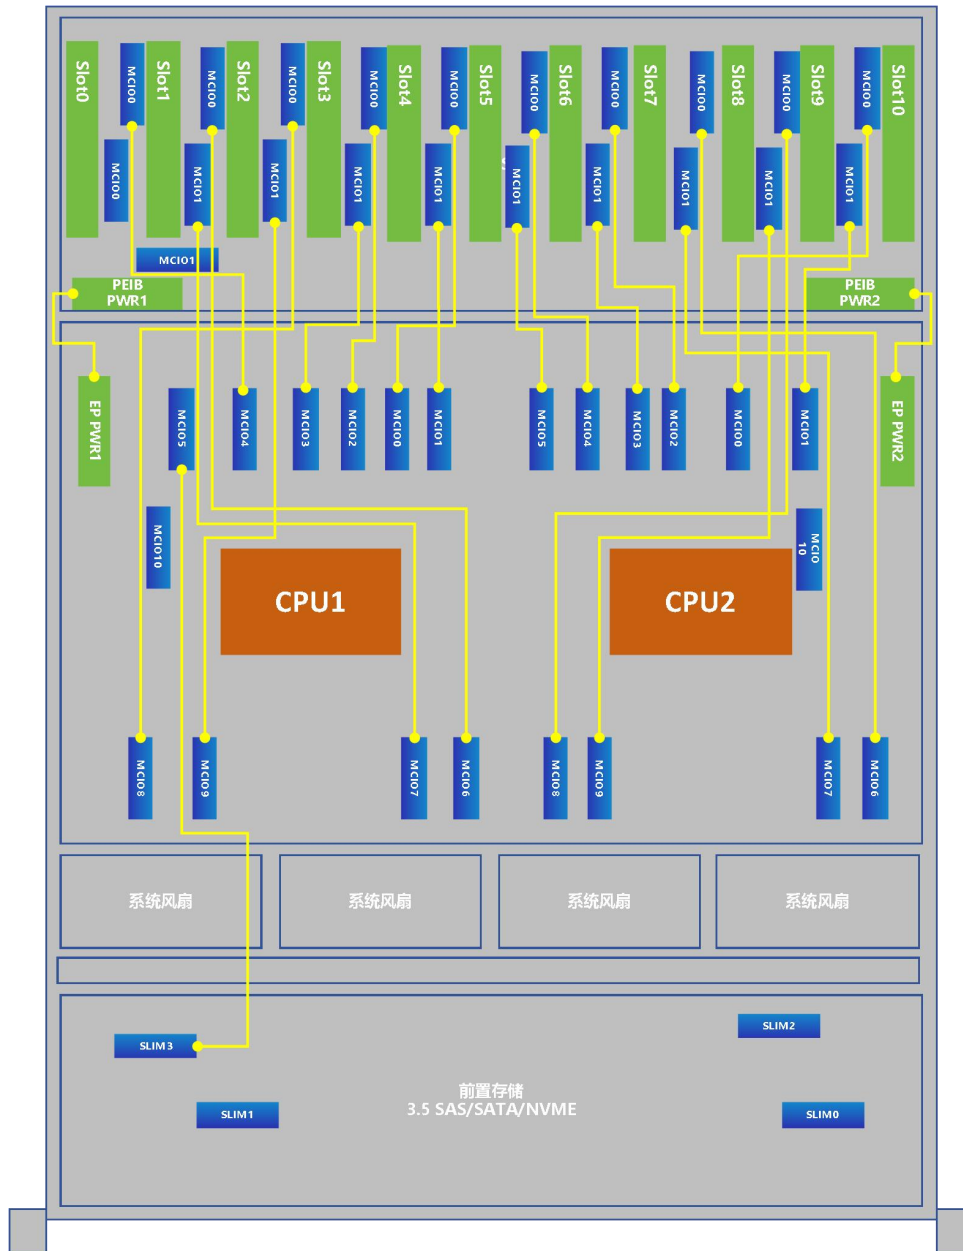 Slot0
MCIO0
Slot1
MCIO0
Slot2
MCIO0
Slot3
MCIO0
Slot4
MCIO0
Slot5
MCIO0
Slot6
MCIO0
Slot7
MCIO0
Slot8
MCIO0
Slot9
MCIO0
Slot10
MCIO0
MCIO1
MCIO1
MCIO1
MCIO1
MCIO1
MCIO1
MCIO1
MCIO1
MCIO1
MCIO1
PEIB
PWR1
PEIB
PWR2
EP PWR1
MCIO5
MCIO4
MCIO3
MCIO2
MCIO0
MCIO1
MCIO5
MCIO4
MCIO3
MCIO2
MCIO0
MCIO1
EP PWR2
MCIO10
MCIO
10
CPU1
CPU2
MCIO8
MCIO9
MCIO7
MCIO6
MCIO8
MCIO9
MCIO7
MCIO6
系统风扇
系统风扇
系统风扇
系统风扇
SLIM2
SLIM3
前置存储
3.5 SAS/SATA/NVME
SLIM1
SLIM0